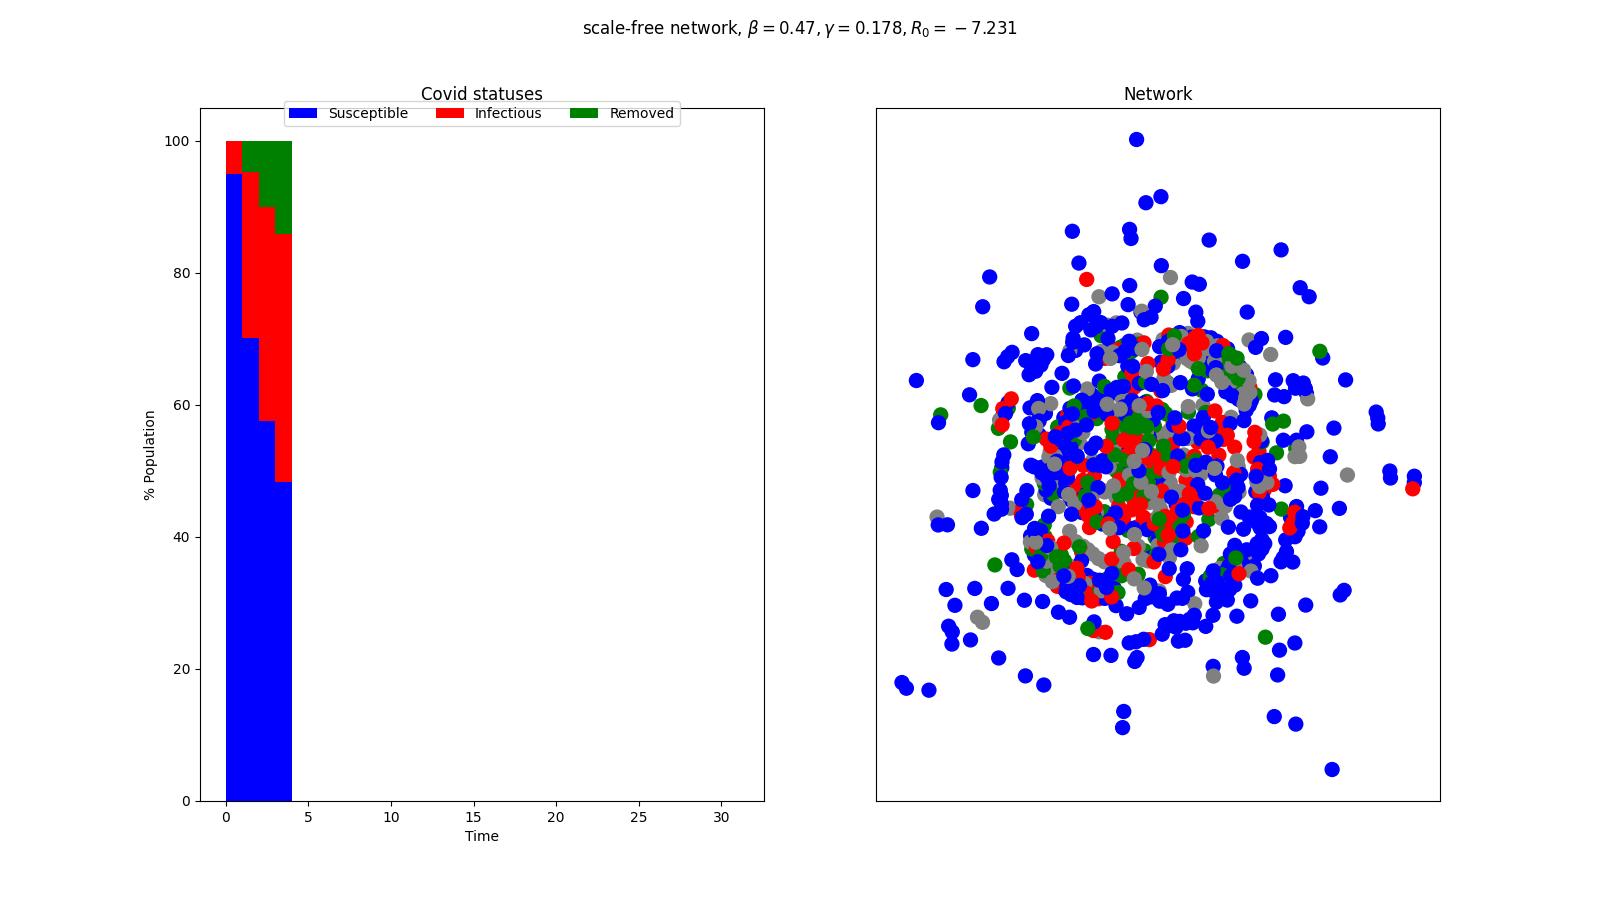 scale-free network, β = 0.47, γ = 0.178, R₀ = − 7.231
Covid statuses
Susceptible Infectious Removed
100
80
60
40
20
0
% Population
0 5 10 15 20 25 30
Time
Network